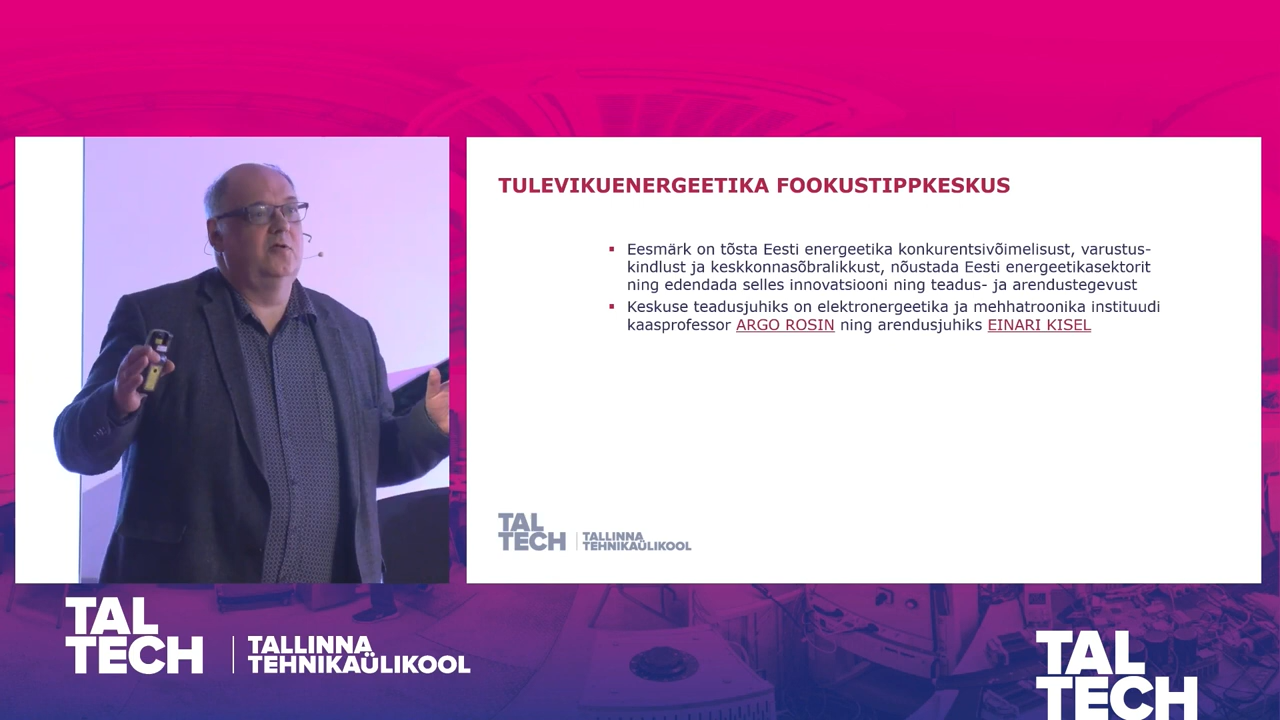 TULEVIKUENERGEETIKA FOOKUSTIPPKESKUS
▪ Eesmärk on tõsta Eesti energeetika konkurentsivõimelisust, varustus-
kindlust ja keskkonnasõbralikkust, nõustada Eesti energeetikasektorit
ning edendada selles innovatsiooni ning teadus- ja arendustegevust
▪ Keskuse teadusjuhiks on elektronergeetika ja mehhatroonika instituudi
kaasprofessor ARGO ROSIN ning arendusjuhiks EINARI KISEL
TAL
TECH
TALLINNA
TEHNIKAÜLIKOOL
TAL
TECH
TALLINNA
TEHNIKAÜLIKOOL
TAL
TECH